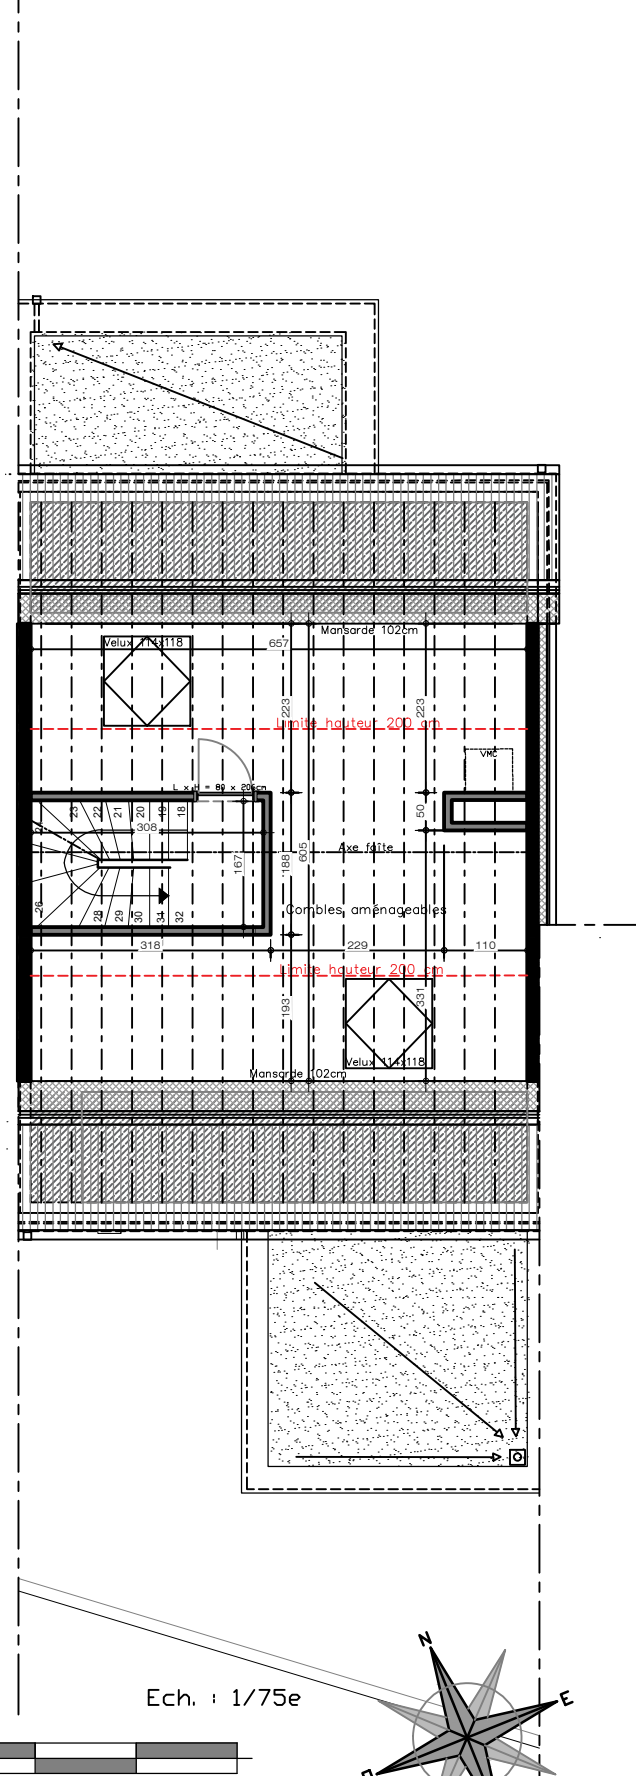 Mansarde 102cm
Velux 114x118
657
223
223
Limite hauteur 200 cm
VMC
L x H = 80 x 206cm
23
22
21
20
19
18
308
50
167
188
605
Axe faîte
26
28
29
30
31
32
Combles aménageables
318
229
110
Limite hauteur 200 cm
193
331
Velux 114x118
Mansarde 102cm
N
E
Ech. : 1/75e